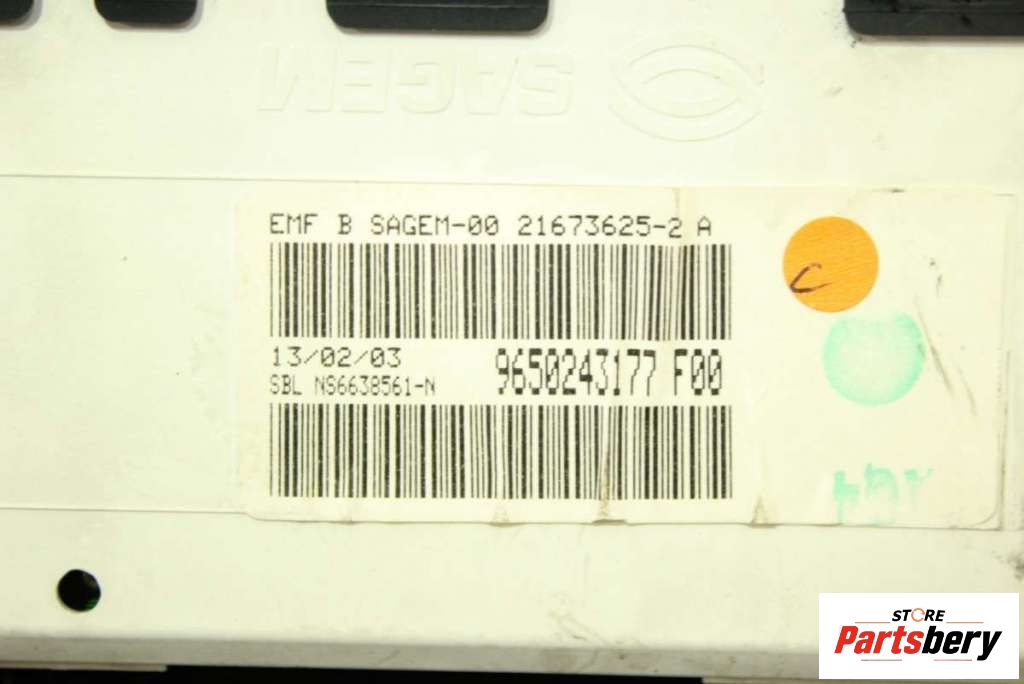 SAGEM
EMF B SAGEM-00 21673625-2 A
13/02/03
9650243177 F00
SBL NS6638561-N
C
STORE
Partsbery